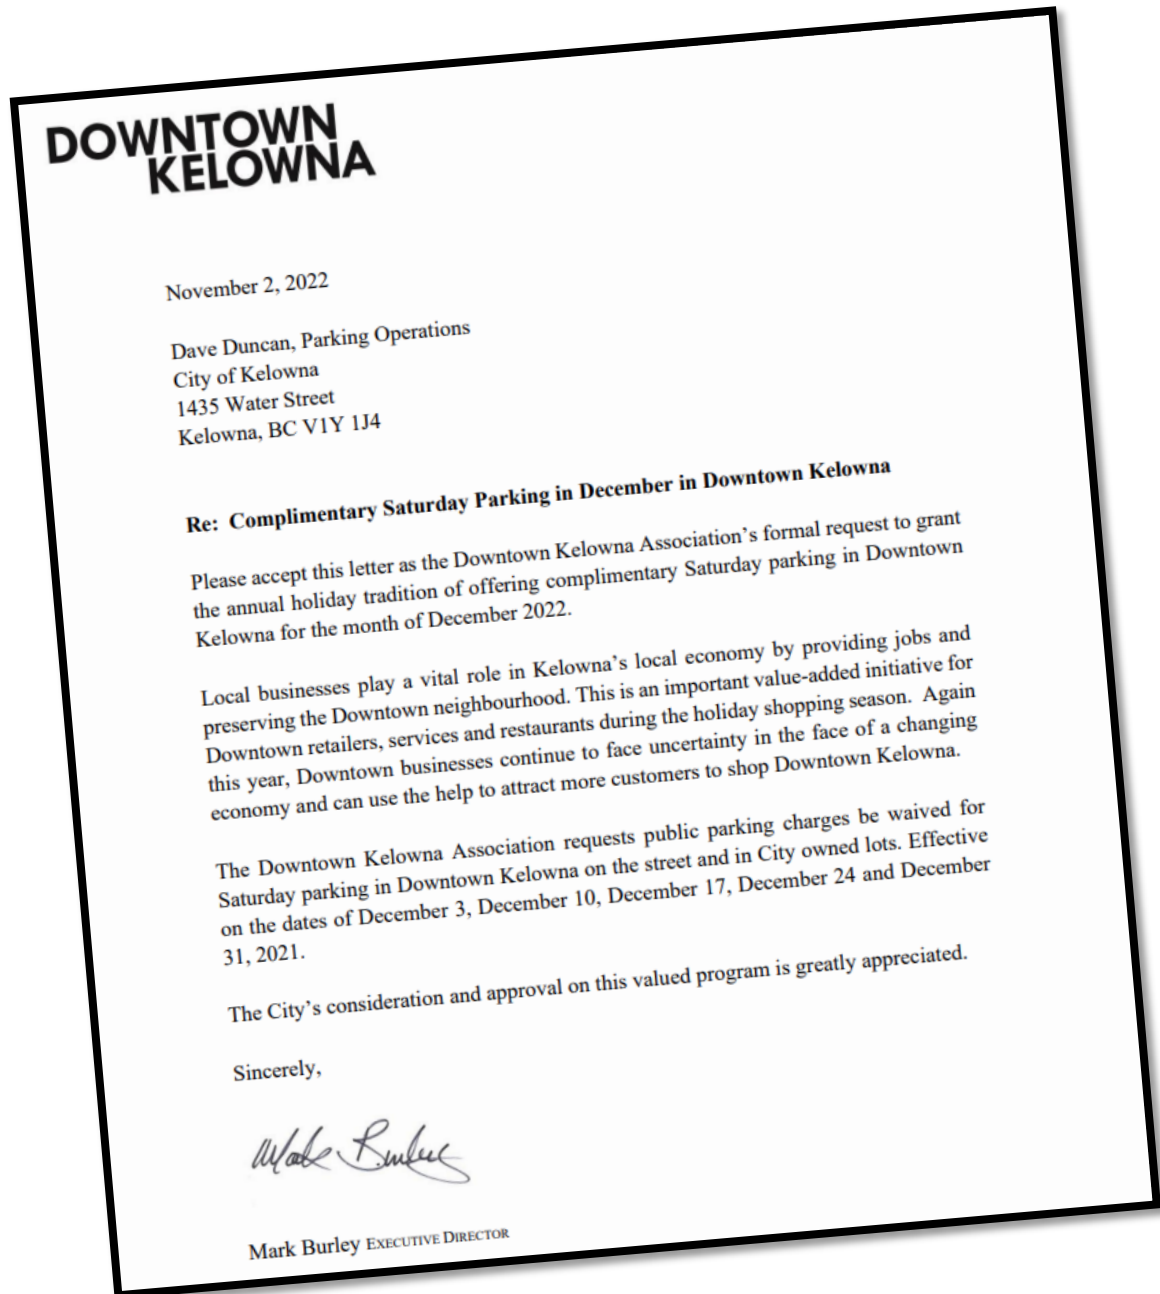 DOWNTOWN
KELOWNA
November 2, 2022
Dave Duncan, Parking Operations
City of Kelowna
1435 Water Street
Kelowna, BC V1Y 1J4
Re:  Complimentary Saturday Parking in December in Downtown Kelowna
Please accept this letter as the Downtown Kelowna Association’s formal request to grant
the annual holiday tradition of offering complimentary Saturday parking in Downtown
Kelowna for the month of December 2022.
Local businesses play a vital role in Kelowna’s local economy by providing jobs and
preserving the Downtown neighbourhood. This is an important value-added initiative for
Downtown retailers, services and restaurants during the holiday shopping season.  Again
this year, Downtown businesses continue to face uncertainty in the face of a changing
economy and can use the help to attract more customers to shop Downtown Kelowna.
The Downtown Kelowna Association requests public parking charges be waived for
Saturday parking in Downtown Kelowna on the street and in City owned lots. Effective
on the dates of December 3, December 10, December 17, December 24 and December
31, 2021.
The City’s consideration and approval on this valued program is greatly appreciated.
Sincerely,
Mark Burley
Mark Burley EXECUTIVE DIRECTOR